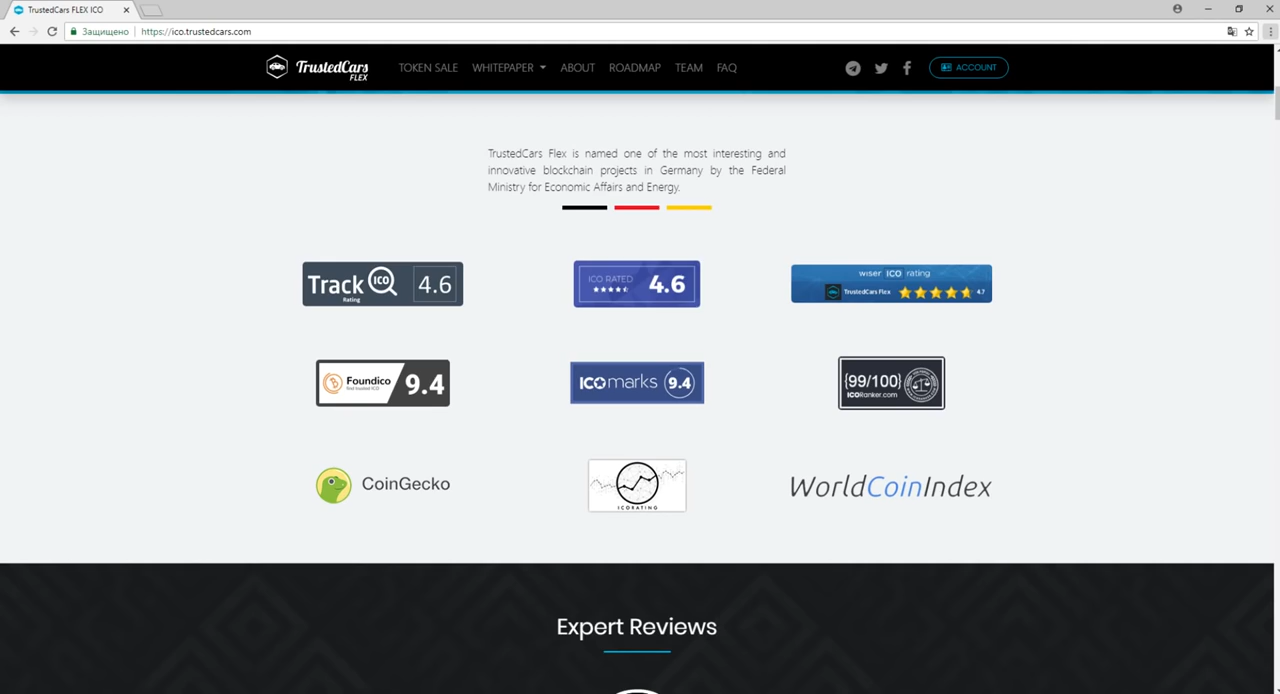 TrustedCars FLEX ICO
Защищено
https://ico.trustedcars.com
TrustedCars
FLEX
TOKEN SALE
WHITEPAPER
ABOUT
ROADMAP
TEAM
FAQ
ACCOUNT
TrustedCars Flex is named one of the most interesting and
innovative blockchain projects in Germany by the Federal
Ministry for Economic Affairs and Energy.
Track ICO 4.6
Rating
ICO RATED
4.6
wiser ICO rating
TrustedCars Flex 4.7
Foundico 9.4
ICOmarks 9.4
{99/100}
ICORanker.com
CoinGecko
ICORATING
WorldCoinIndex
Expert Reviews